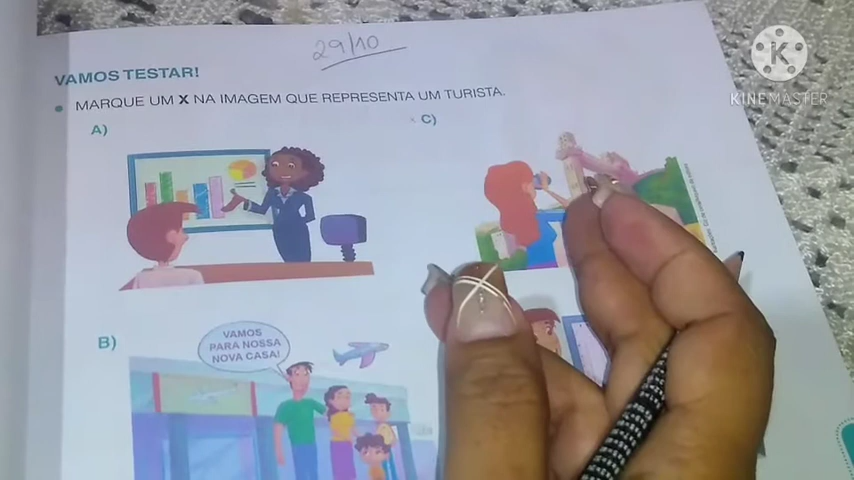 29/10
VAMOS TESTAR!
• MARQUE UM X NA IMAGEM QUE REPRESENTA UM TURISTA.
A)
C)
B)
VAMOS
PARA NOSSA
NOVA CASA!
K
KINEMASTER